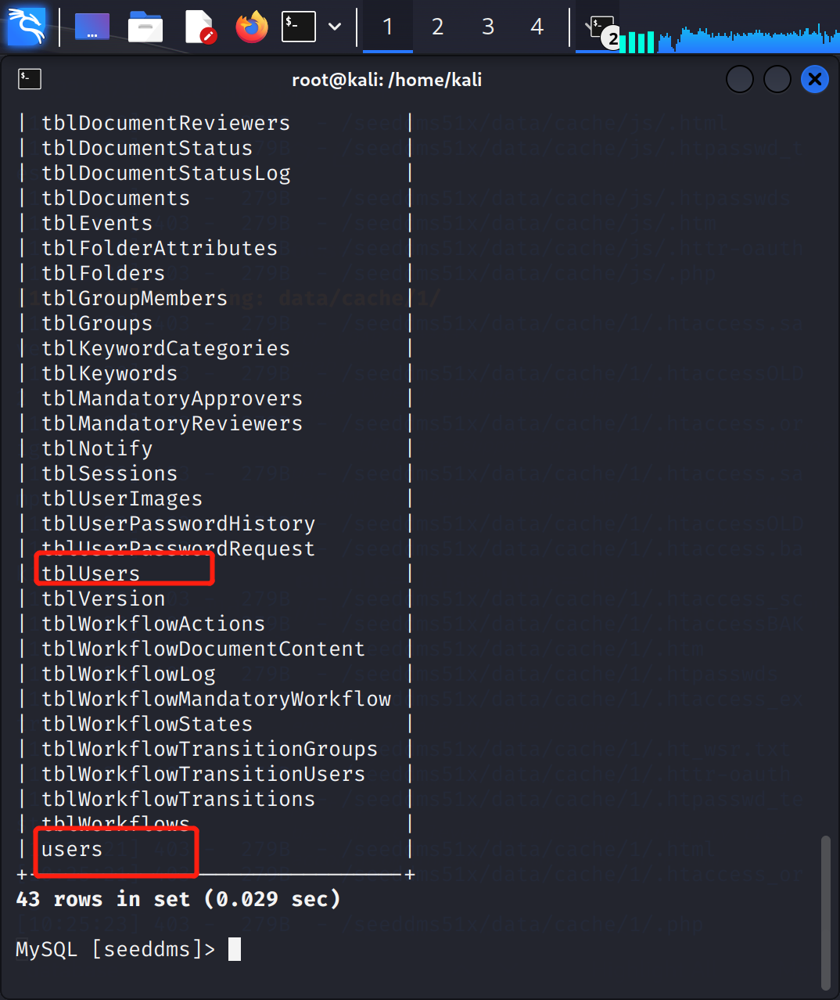 1 2 3 4
2
root@kali: /home/kali
| tblDocumentReviewers |
| tblDocumentStatus |
| tblDocumentStatusLog |
| tblDocuments |
| tblEvents |
| tblFolderAttributes |
| tblFolders |
| tblGroupMembers |
| tblGroups |
| tblKeywordCategories |
| tblKeywords |
| tblMandatoryApprovers |
| tblMandatoryReviewers |
| tblNotify |
| tblSessions |
| tblUserImages |
| tblUserPasswordHistory |
| tblUserPasswordRequest |
| tblUsers |
| tblVersion |
| tblWorkflowActions |
| tblWorkflowDocumentContent |
| tblWorkflowLog |
| tblWorkflowMandatoryWorkflow |
| tblWorkflowStates |
| tblWorkflowTransitionGroups |
| tblWorkflowTransitionUsers |
| tblWorkflowTransitions |
| tblWorkflows |
| users |
43 rows in set (0.029 sec)
MySQL [seeddms]>